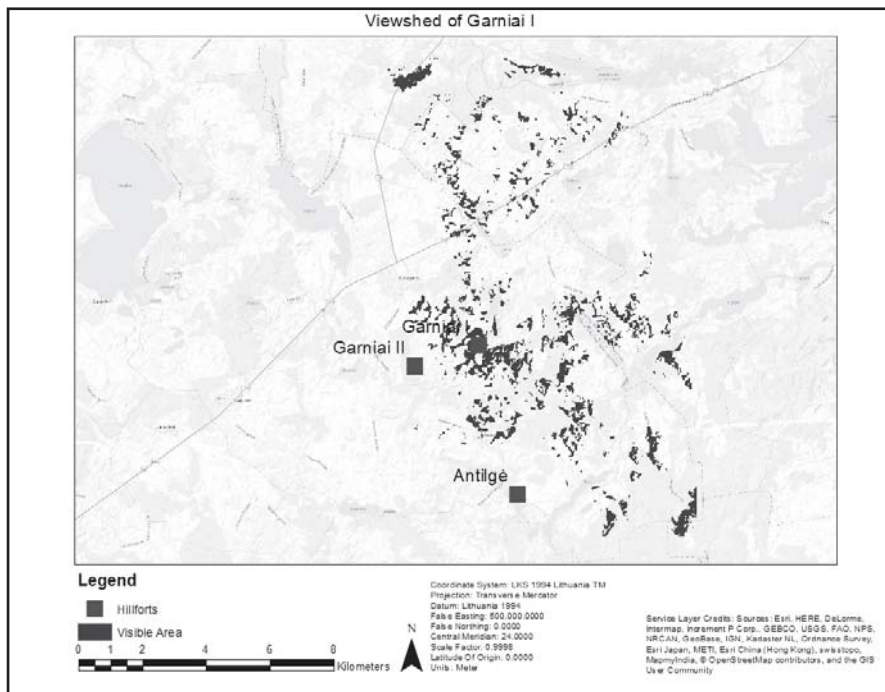 Viewshed of Garniai I
Garniai
Garniai II
Antilgė
Legend
Hillforts
Visible Area
0 1 2 4 6 8
Kilometers
N
Coordinate System: LKS 1994 Lithuania TM
Projection: Transverse Mercator
Datum: Lithuania 1994
False Easting: 500,000.0000
False Northing: 0.0000
Central Meridian: 24.0000
Scale Factor: 0.9998
Latitude Of Origin: 0.0000
Units: Meter
Service Layer Credits: Sources: Esri, HERE, DeLorme,
Intermap, increment P Corp., GEBCO, USGS, FAO, NPS,
NRCAN, GeoBase, IGN, Kadaster NL, Ordnance Survey,
Esri Japan, METI, Esri China (Hong Kong), swisstopo,
MapmyIndia, © OpenStreetMap contributors, and the GIS
User Community